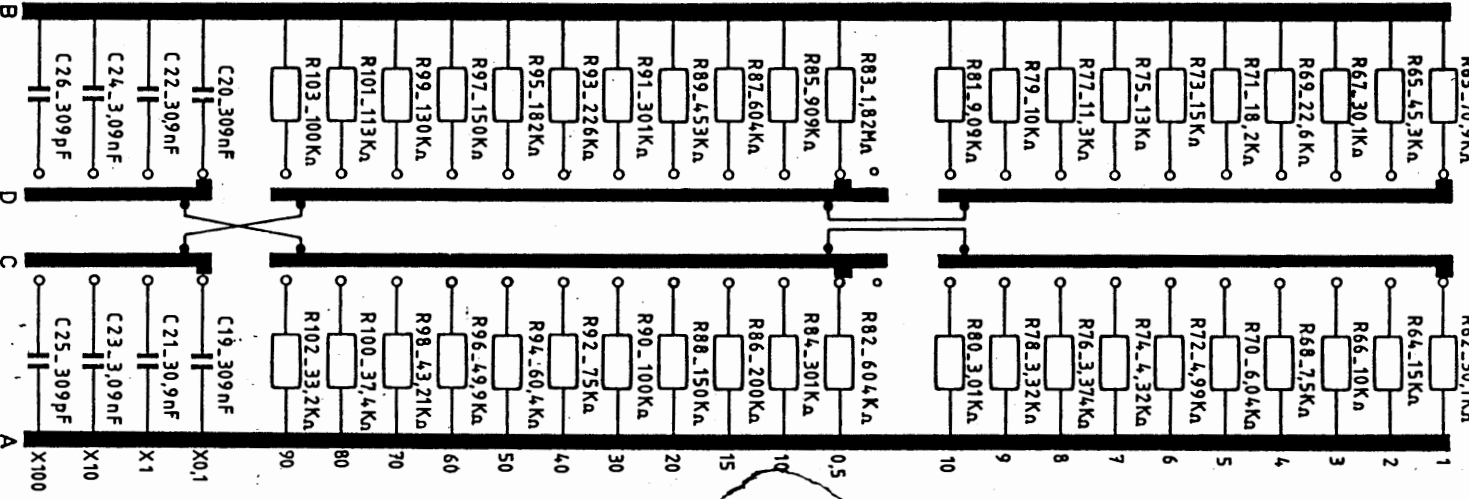 B
C26_309pF
C24_3,09nF
C22_30,9nF
C20_309nF
R103_100KΩ
R101_113KΩ
R99_130KΩ
R97_150KΩ
R95_182KΩ
R93_226KΩ
R91_301KΩ
R89_453KΩ
R87_604KΩ
R85_909KΩ
R83_1,82MΩ
R81_9,09KΩ
R79_10KΩ
R77_11,3KΩ
R75_13KΩ
R73_15KΩ
R71_18,2KΩ
R69_22,6KΩ
R67_30,1KΩ
R65_45,3KΩ
D
C
C25_309pF
C23_3,09nF
C21_30,9nF
C19_309nF
R102_33,2KΩ
R100_37,4KΩ
R98_43,21KΩ
R96_49,9KΩ
R94_60,4KΩ
R92_75KΩ
R90_100KΩ
R88_150KΩ
R86_200KΩ
R84_301KΩ
R82_604KΩ
R80_3,01KΩ
R78_3,32KΩ
R76_3,74KΩ
R74_4,32KΩ
R72_4,99KΩ
R70_6,04KΩ
R68_7,5KΩ
R66_10KΩ
R64_15KΩ
A
X100
X10
X1
X0,1
90
80
70
60
50
40
30
20
15
10
0,5
10
9
8
7
6
5
4
3
2
1